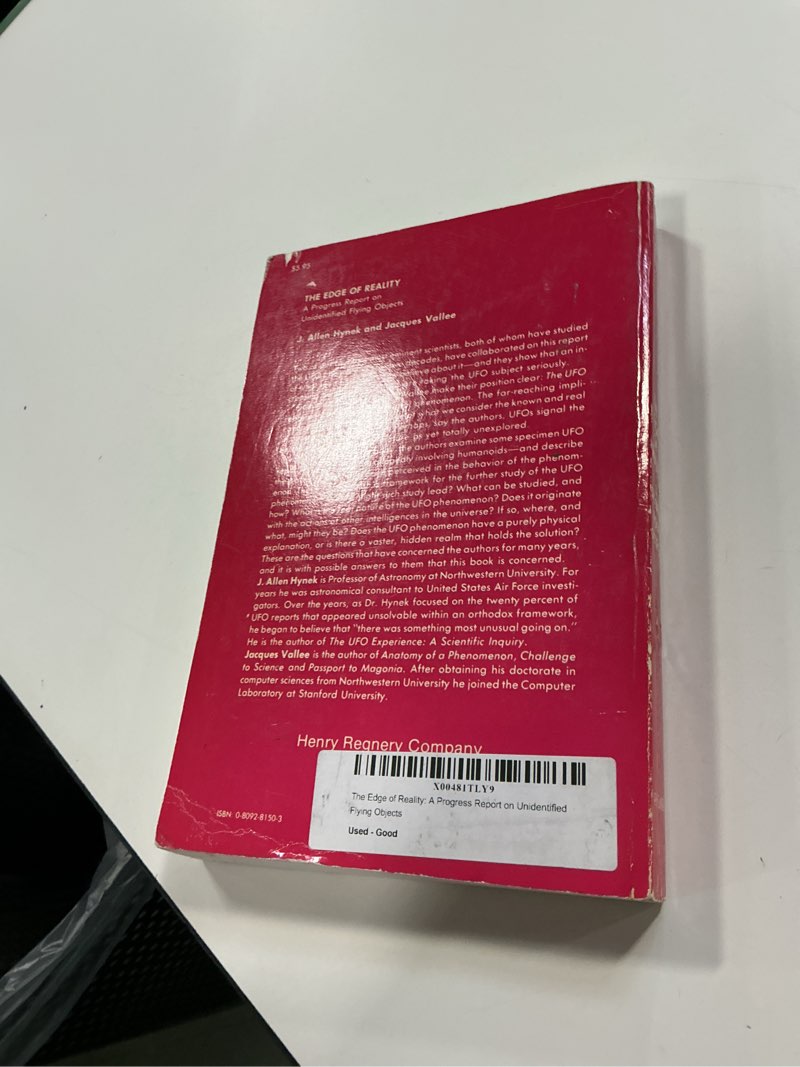 $5.95
THE EDGE OF REALITY
A Progress Report on
Unidentified Flying Objects
J. Allen Hynek and Jacques Vallee
scientists, both of whom have studied
decades, have collaborated on this report
about it—and they show that an in-
taking the UFO subject seriously.
make their position clear: The UFO
phenomenon. The far-reaching impli-
what we consider the known and real
say the authors, UFOs signal the
as yet totally unexplored.
the authors examine some specimen UFO
involving humanoids—and describe
perceived in the behavior of the phenom-
framework for the further study of the UFO
such study lead? What can be studied, and
how? of the UFO phenomenon? Does it originate
with the actions of other intelligences in the universe? If so, where, and
what, might they be? Does the UFO phenomenon have a purely physical
explanation, or is there a vaster, hidden realm that holds the solution?
These are the questions that have concerned the authors for many years,
and it is with possible answers to them that this book is concerned.
J. Allen Hynek is Professor of Astronomy at Northwestern University. For
years he was astronomical consultant to United States Air Force investi-
gators. Over the years, as Dr. Hynek focused on the twenty percent of
UFO reports that appeared unsolvable within an orthodox framework,
he began to believe that "there was something most unusual going on."
He is the author of The UFO Experience: A Scientific Inquiry.
Jacques Vallee is the author of Anatomy of a Phenomenon, Challenge
to Science and Passport to Magonia. After obtaining his doctorate in
computer sciences from Northwestern University he joined the Computer
Laboratory at Stanford University.
Henry Regnery Company
X00481TLY9
The Edge of Reality: A Progress Report on Unidentified
Flying Objects
Used - Good
ISBN: 0-8092-8150-3